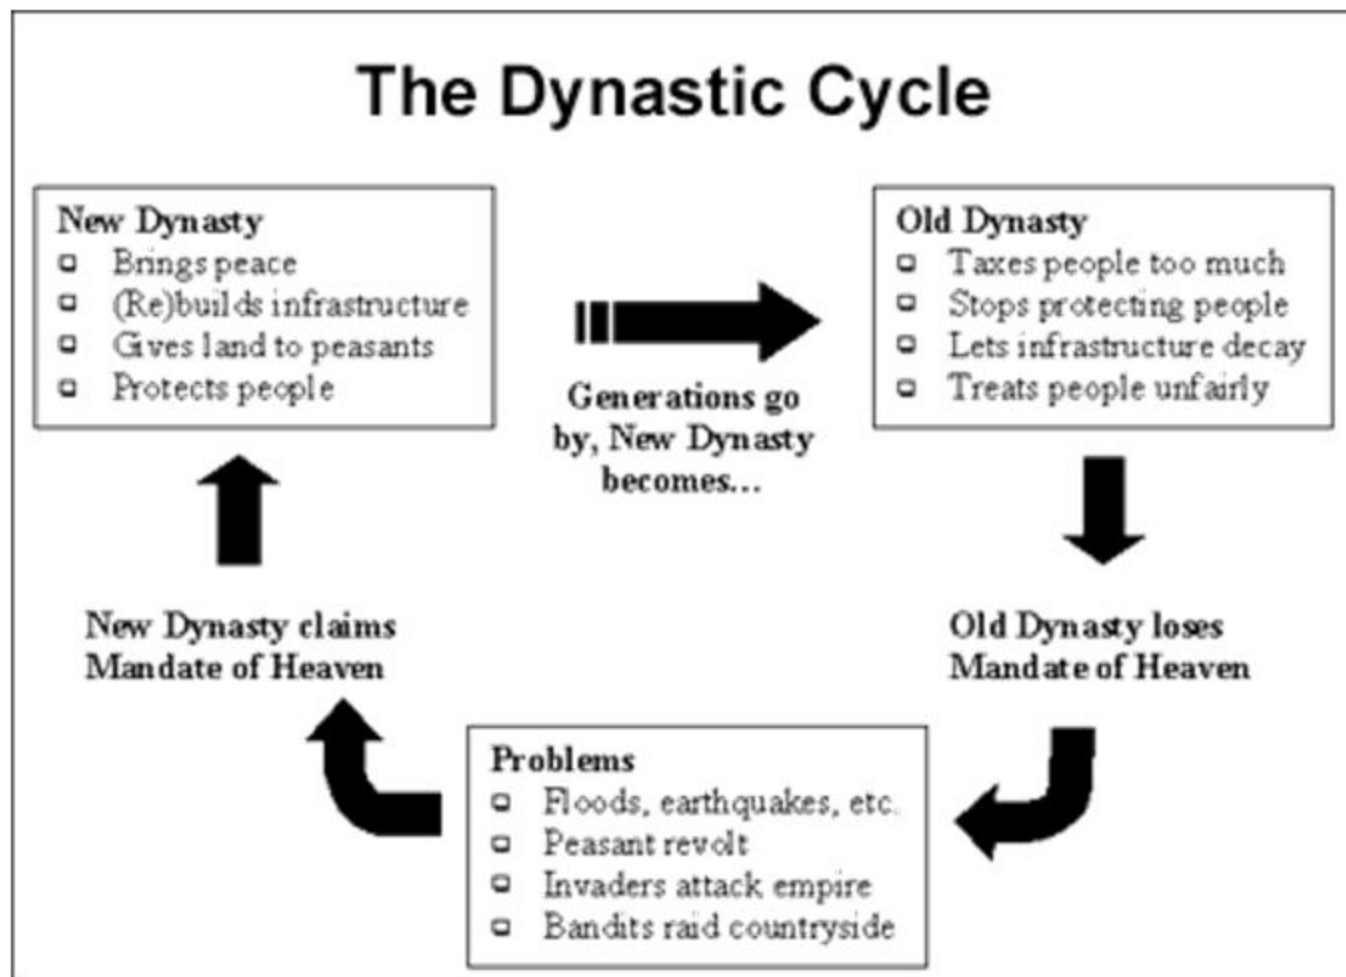 The Dynastic Cycle
New Dynasty
Brings peace
(Re)builds infrastructure
Gives land to peasants
Protects people
Generations go
by, New Dynasty
becomes...
Old Dynasty
Taxes people too much
Stops protecting people
Lets infrastructure decay
Treats people unfairly
Old Dynasty loses
Mandate of Heaven
Problems
Floods, earthquakes, etc.
Peasant revolt
Invaders attack empire
Bandits raid countryside
New Dynasty claims
Mandate of Heaven